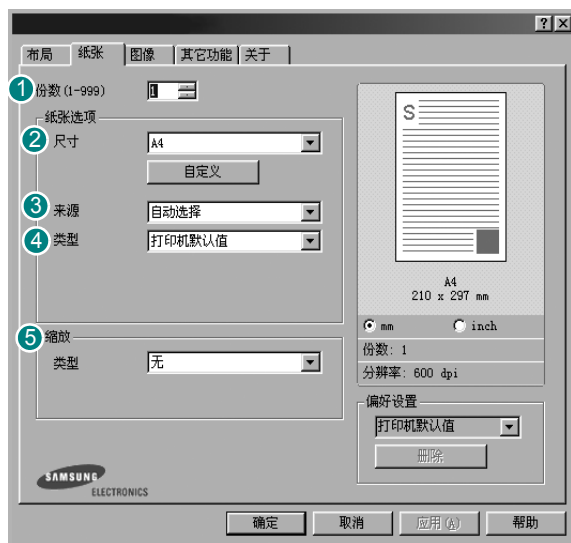 布局 纸张 图像 其它功能 关于
1 份数(1-999) 1
纸张选项
2 尺寸 A4
自定义
3 来源 自动选择
4 类型 打印机默认值
5 缩放
类型 无
S
A4
210 x 297 mm
mm inch
份数: 1
分辨率: 600 dpi
偏好设置
打印机默认值
删除
SAMSUNG
ELECTRONICS
确定 取消 应用(A) 帮助